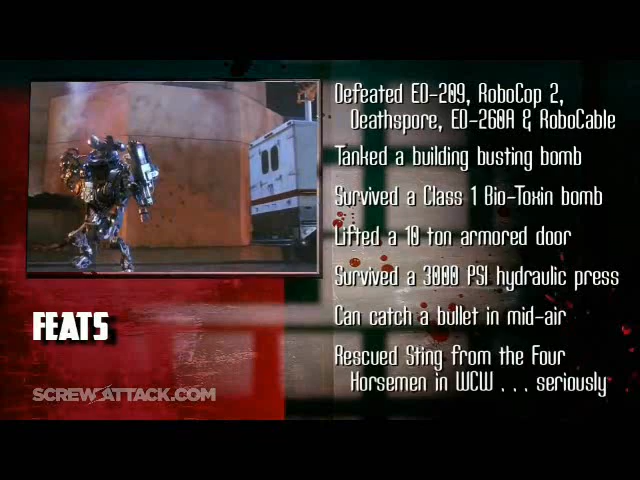 Defeated ED-209, RoboCop 2,
Deathspore, ED-260A & RoboCable
Tanked a building busting bomb
Survived a Class 1 Bio-Toxin bomb
Lifted a 10 ton armored door
Survived a 3000 PSI hydraulic press
Can catch a bullet in mid-air
Rescued Sting from the Four
Horsemen in WCW . . . seriously
FEATS
SCREWATTACK.COM